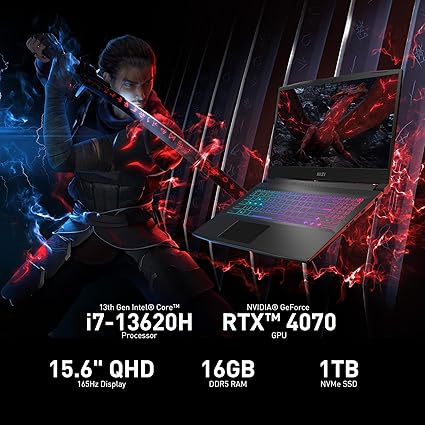 msi
13th Gen Intel® Core™
i7-13620H
Processor
NVIDIA® GeForce
RTX™ 4070
GPU
15.6" QHD
165Hz Display
16GB
DDR5 RAM
1TB
NVMe SSD